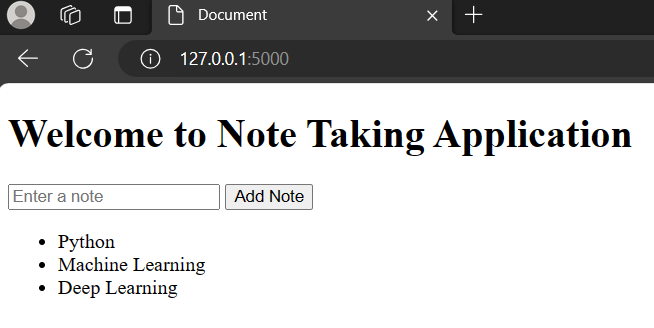 Document
127.0.0.1:5000
Welcome to Note Taking Application
Enter a note Add Note
Python
Machine Learning
Deep Learning